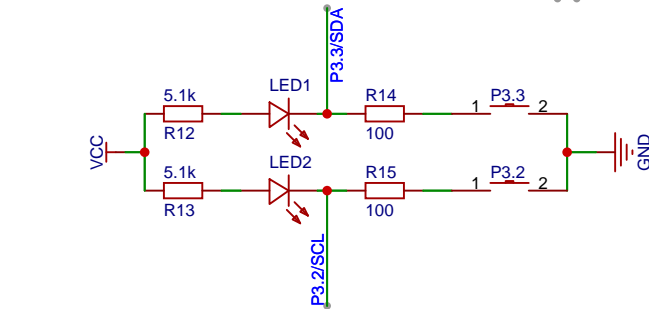 P3.3/SDA
5.1k
LED1
R14
1
P3.3
2
R12
100
VCC
GND
5.1k
LED2
R15
1
P3.2
2
R13
100
P3.2/SCL